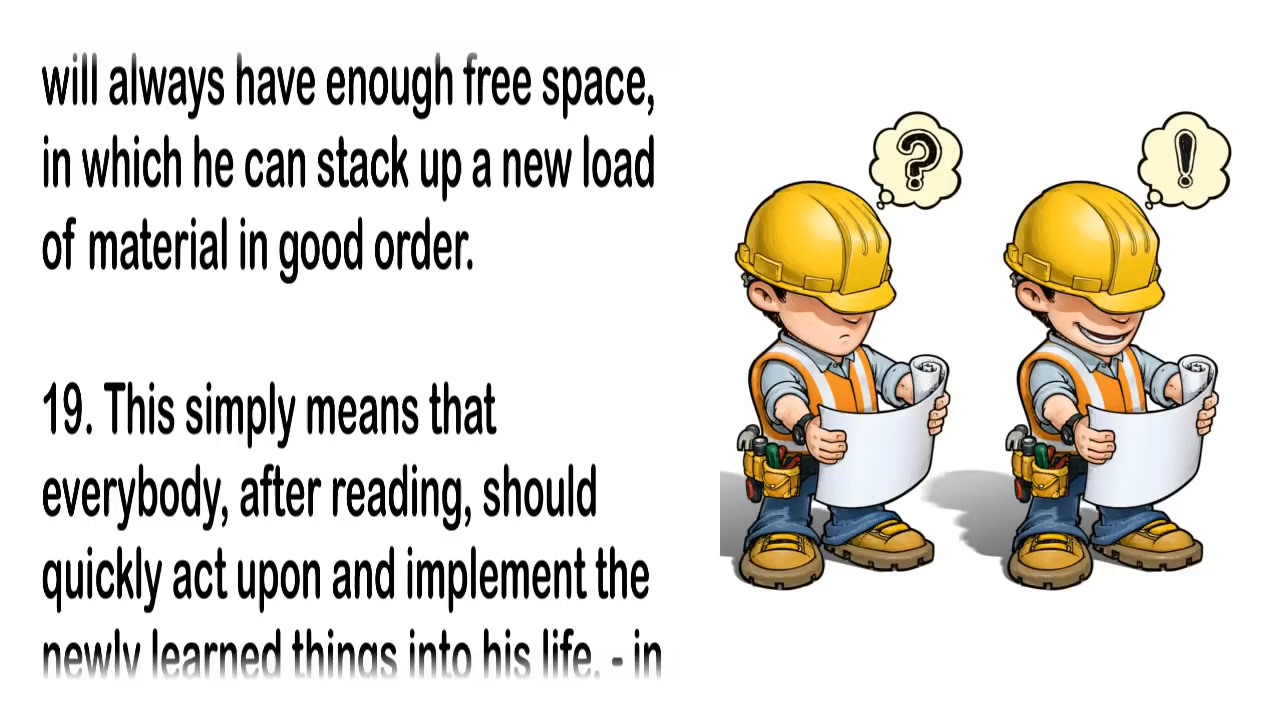 will always have enough free space,
in which he can stack up a new load
of material in good order.
19. This simply means that
everybody, after reading, should
quickly act upon and implement the
newly learned things into his life, - in
?
!